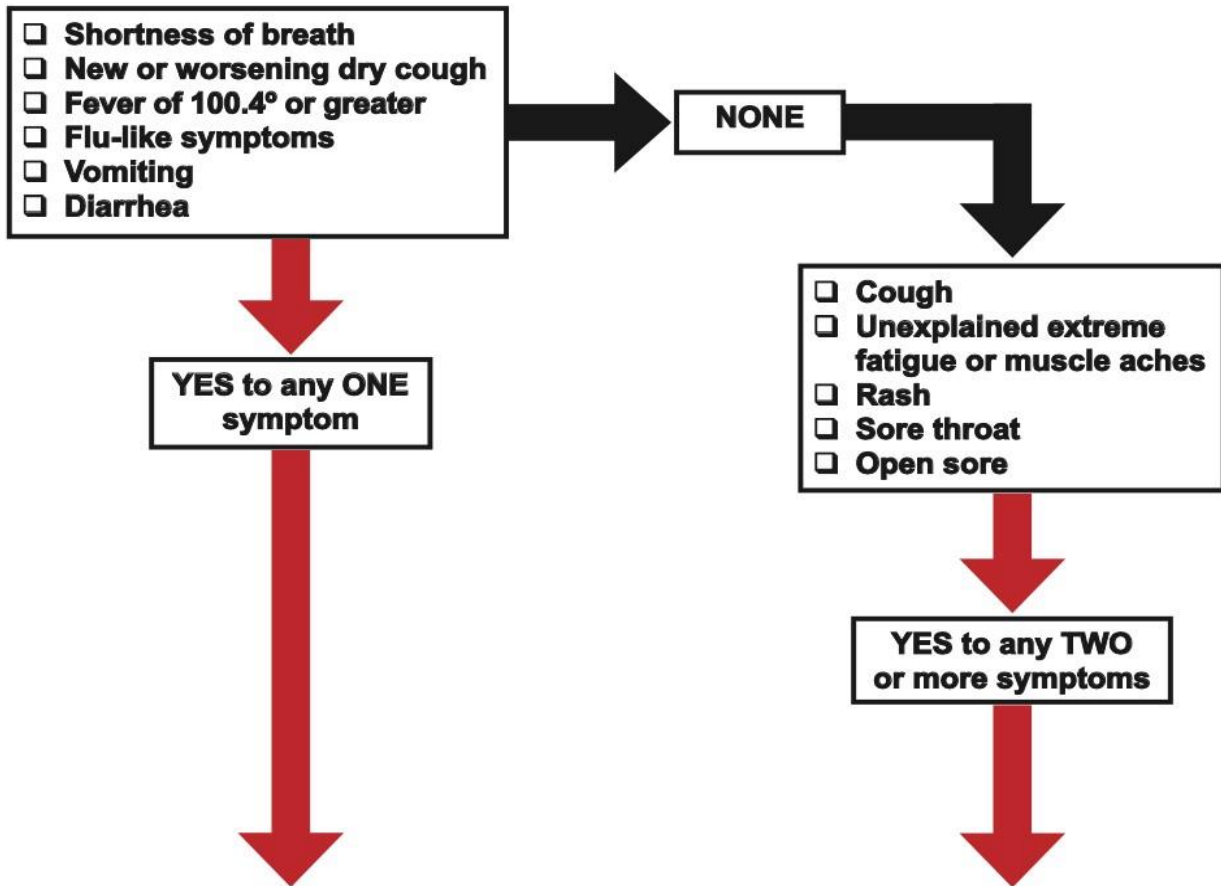 ❑ Shortness of breath
❑ New or worsening dry cough
❑ Fever of 100.4º or greater
❑ Flu-like symptoms
❑ Vomiting
❑ Diarrhea
NONE
YES to any ONE
symptom
❑ Cough
❑ Unexplained extreme
fatigue or muscle aches
❑ Rash
❑ Sore throat
❑ Open sore
YES to any TWO
or more symptoms